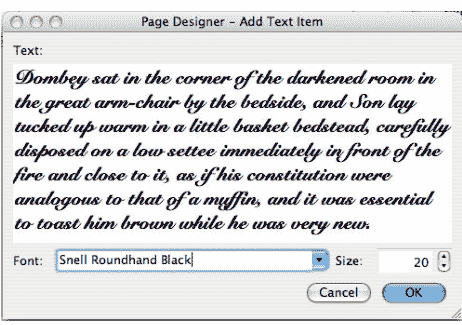 Page Designer - Add Text Item
Text:
Dombey sat in the corner of the darkened room in
the great arm-chair by the bedside, and Son lay
tucked up warm in a little basket bedstead, carefully
disposed on a low settee immediately in front of the
fire and close to it, as if his constitution were
analogous to that of a muffin, and it was essential
to toast him brown while he was very new.
Font: Snell Roundhand Black Size: 20
Cancel OK